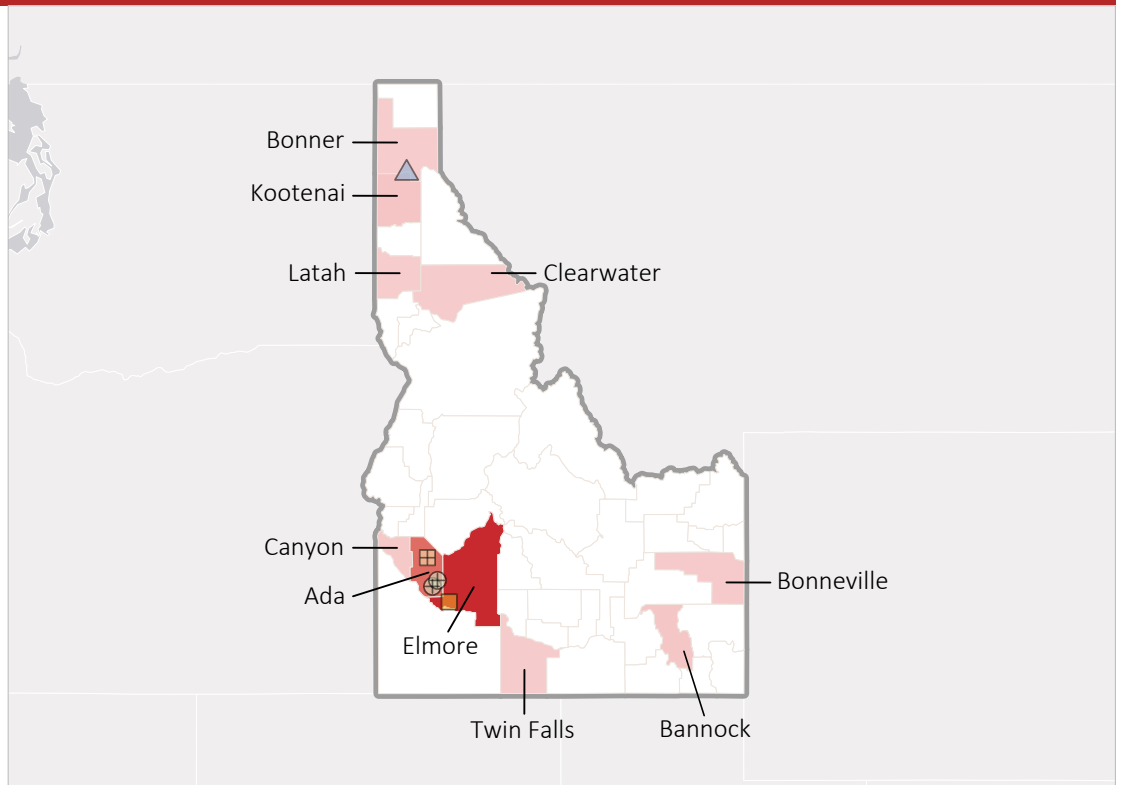 Bonner
Kootenai
Latah
Clearwater
Canyon
Ada
Elmore
Bonneville
Twin Falls
Bannock